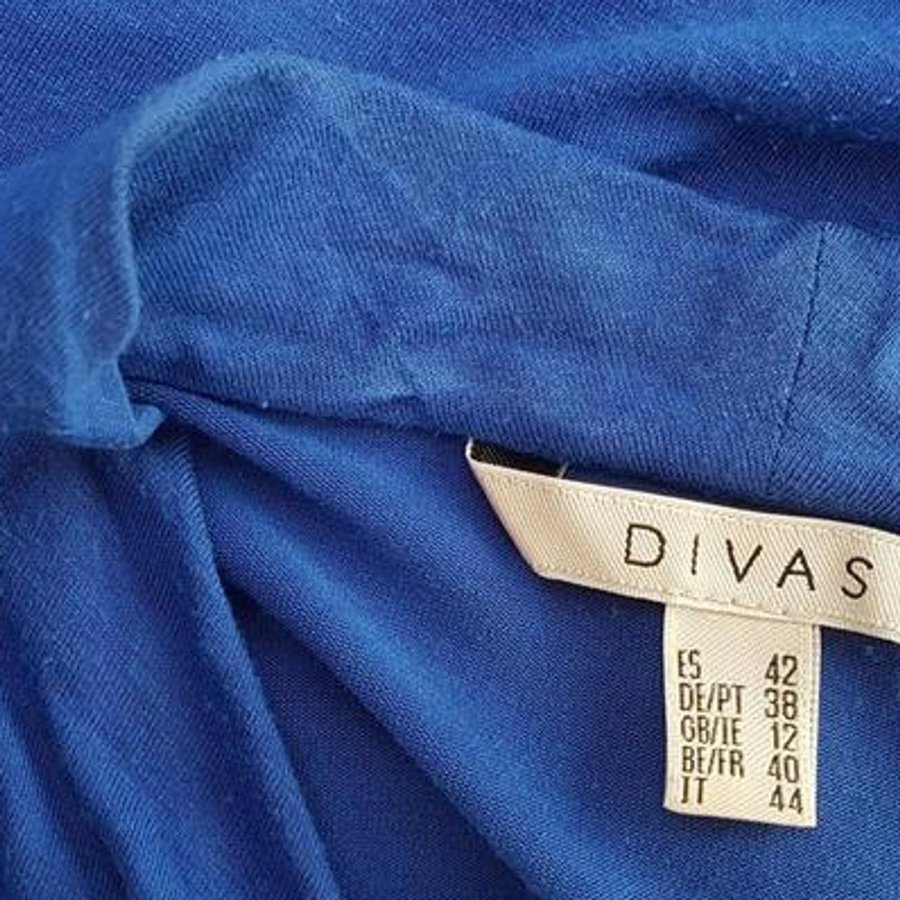 DIVAS
ES 42
DE/PT 38
GB/IE 12
BE/FR 40
IT 44